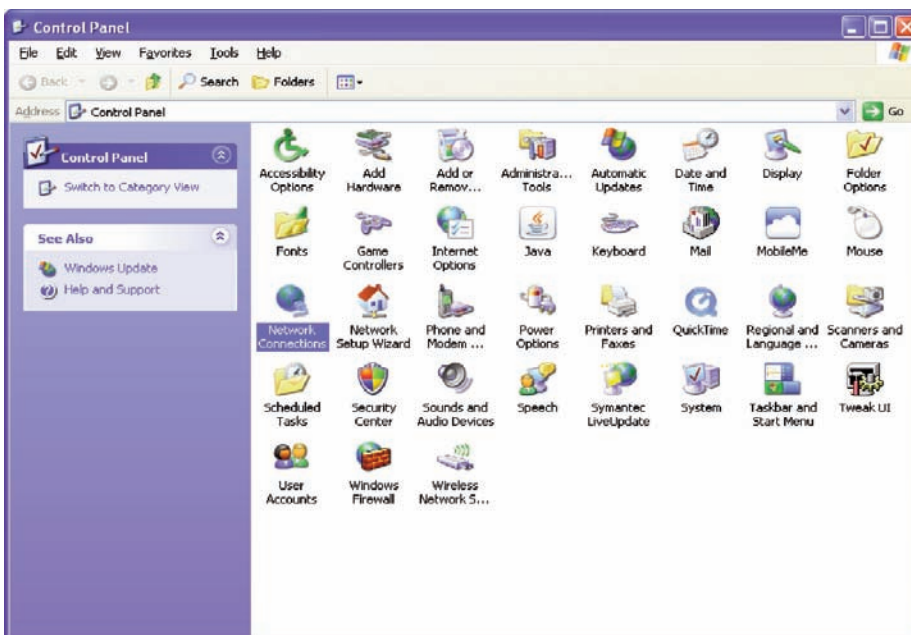 Control Panel
File Edit View Favorites Tools Help
Back Search Folders
Address Control Panel Go
Control Panel
Switch to Category View
See Also
Windows Update
Help and Support
Accessibility Options
Add Hardware
Add or Remov...
Administra... Tools
Automatic Updates
Date and Time
Display
Folder Options
Fonts
Game Controllers
Internet Options
Java
Keyboard
Mail
MobileMe
Mouse
Network Connections
Network Setup Wizard
Phone and Modem ...
Power Options
Printers and Faxes
QuickTime
Regional and Language ...
Scanners and Cameras
Scheduled Tasks
Security Center
Sounds and Audio Devices
Speech
Symantec LiveUpdate
System
Taskbar and Start Menu
Tweak UI
User Accounts
Windows Firewall
Wireless Network S...